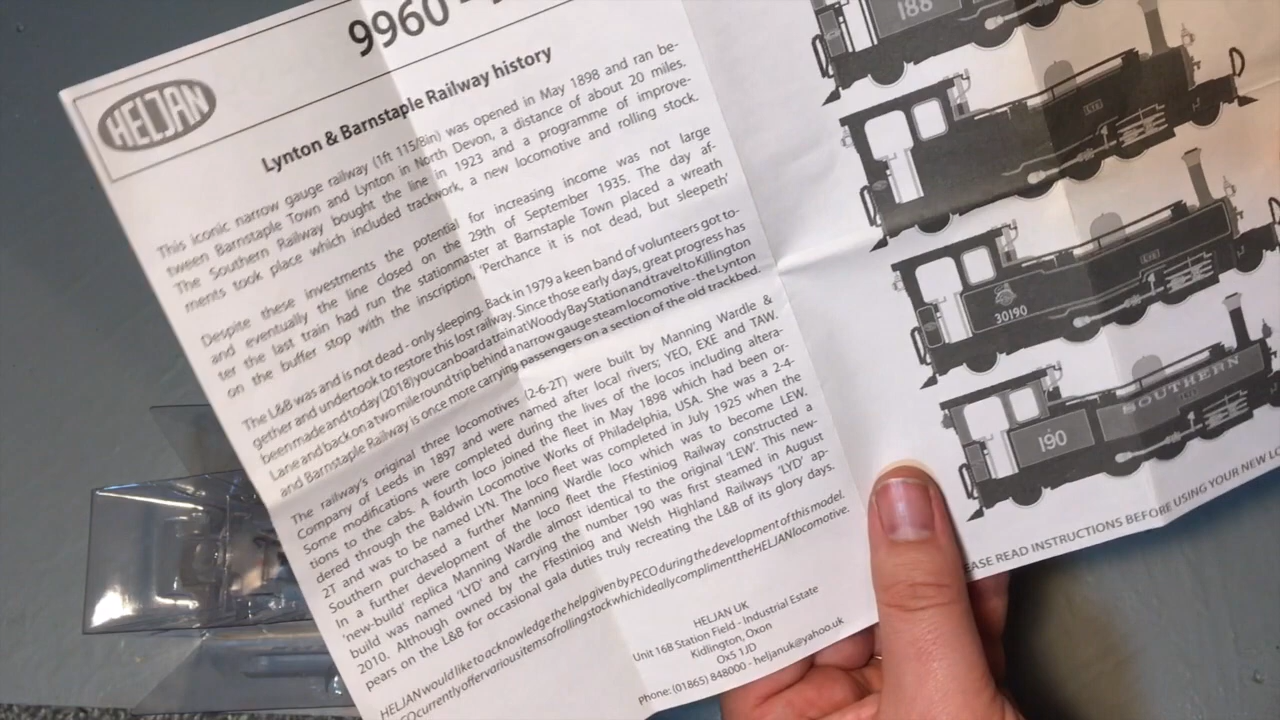 9960 -
HELJAN
Lynton & Barnstaple Railway history
This iconic narrow gauge railway (1ft 115/8in) was opened in May 1898 and ran be-
tween Barnstaple Town and Lynton in North Devon, a distance of about 20 miles.
The Southern Railway bought the line in 1923 and a programme of improve-
ments took place which included trackwork, a new locomotive and rolling stock.
Despite these investments the potential for increasing income was not large
and eventually the line closed on the 29th of September 1935. The day af-
ter the last train had run the stationmaster at Barnstaple Town placed a wreath
on the buffer stop with the inscription, 'Perchance it is not dead, but sleepeth'
The L&B was and is not dead - only sleeping. Back in 1979 a keen band of volunteers got to-
gether and undertook to restore this lost railway. Since those early days, great progress has
been made and today (2018) you can board a train at Woody Bay Station and travel to Killington
Lane and back on a two mile round trip behind a narrow gauge steam locomotive - the Lynton
and Barnstaple Railway is once more carrying passengers on a section of the old trackbed.
The railway's original three locomotives (2-6-2T) were built by Manning Wardle &
Company of Leeds in 1897 and were named after local rivers; YEO, EXE and TAW.
Some modifications were completed during the lives of the locos including altera-
tions to the cabs. A fourth loco joined the fleet in May 1898 which had been or-
dered through the Baldwin Locomotive Works of Philadelphia, USA. She was a 2-4-
2T and was to be named LYN. The loco fleet was completed in July 1925 when the
Southern purchased a further Manning Wardle loco which was to become LEW.
In a further development of the loco fleet the Ffestiniog Railway constructed a
'new-build' replica Manning Wardle almost identical to the original 'LEW'. This new-
build was named 'LYD' and carrying the number 190 was first steamed in August
2010. Although owned by the Ffestiniog and Welsh Highland Railways 'LYD' ap-
pears on the L&B for occasional gala duties truly recreating the L&B of its glory days.
HELJAN would like to acknowledge the help given by PECO during the development of this model.
CO currently offer various items of rolling stock which ideally compliment the HELJAN locomotive.
HELJAN UK
Unit 16B Station Field - Industrial Estate
Kidlington, Oxon
Ox5 1JD
phone: (01865) 848000 - heljanuk@yahoo.uk
188
30190
SOUTHERN
190
EASE READ INSTRUCTIONS BEFORE USING YOUR NEW LO